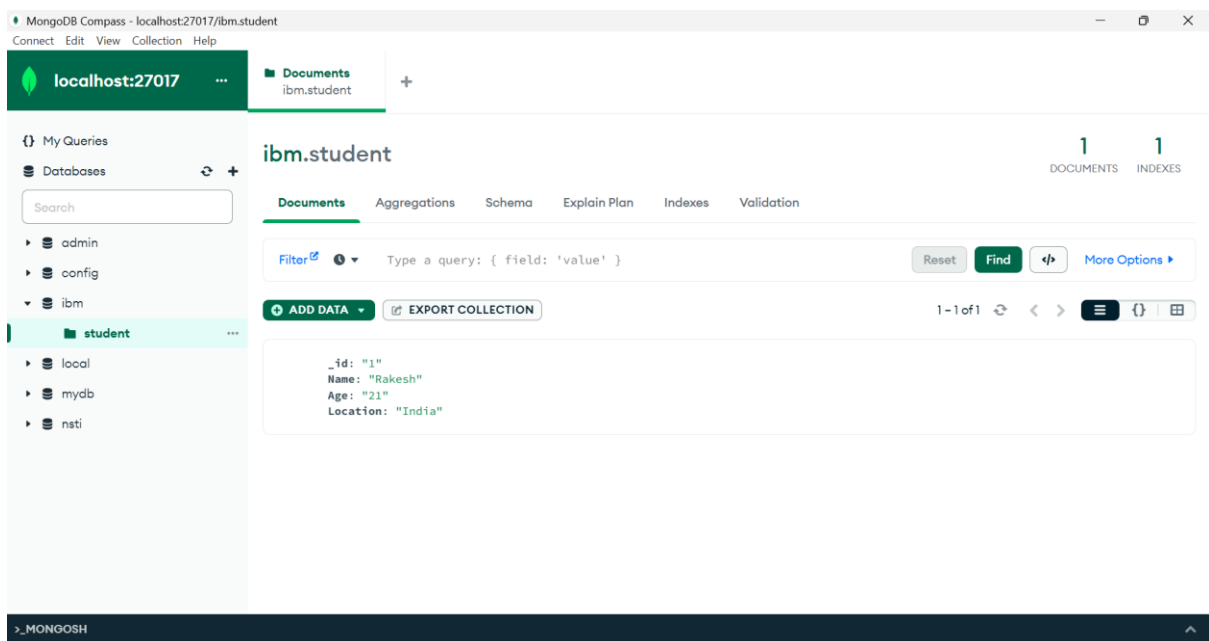 MongoDB Compass - localhost:27017/ibm.student
Connect Edit View Collection Help
localhost:27017 ...
Documents
ibm.student
+
{} My Queries
Databases
Search
admin
config
ibm
student ...
local
mydb
nsti
ibm.student
1 1
DOCUMENTS INDEXES
Documents Aggregations Schema Explain Plan Indexes Validation
Filter Type a query: { field: 'value' } Reset Find </> More Options
ADD DATA EXPORT COLLECTION 1 - 1 of 1 {}
_id: "1"
Name: "Rakesh"
Age: "21"
Location: "India"
>_MONGOSH